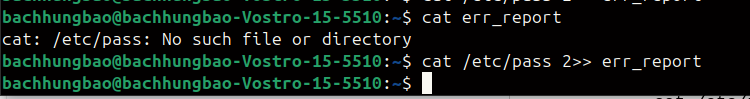 bachhungbao@bachhungbao-Vostro-15-5510:~$ cat err_report
cat: /etc/pass: No such file or directory
bachhungbao@bachhungbao-Vostro-15-5510:~$ cat /etc/pass 2>> err_report
bachhungbao@bachhungbao-Vostro-15-5510:~$